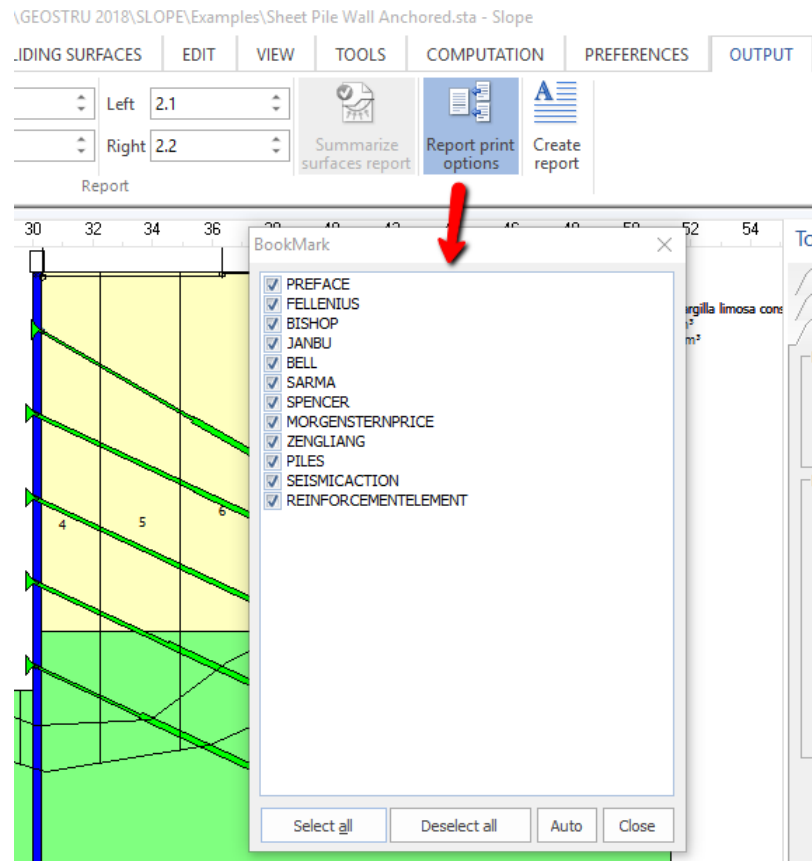 \GEOSTRU 2018\SLOPE\Examples\Sheet Pile Wall Anchored.sta - Slope
LIDING SURFACES EDIT VIEW TOOLS COMPUTATION PREFERENCES OUTPUT
Left 2.1
Right 2.2
Summarize
surfaces report
Report print
options
Create
report
Report
30 32 34 36 52 54
To
BookMark
PREFACE
FELLENIUS
BISHOP
JANBU
BELL
SARMA
SPENCER
MORGENSTERNPRICE
ZENGLIANG
PILES
SEISMICACTION
REINFORCEMENTELEMENT
rgilla limosa cons
m³
4 5 6
Select all Deselect all Auto Close